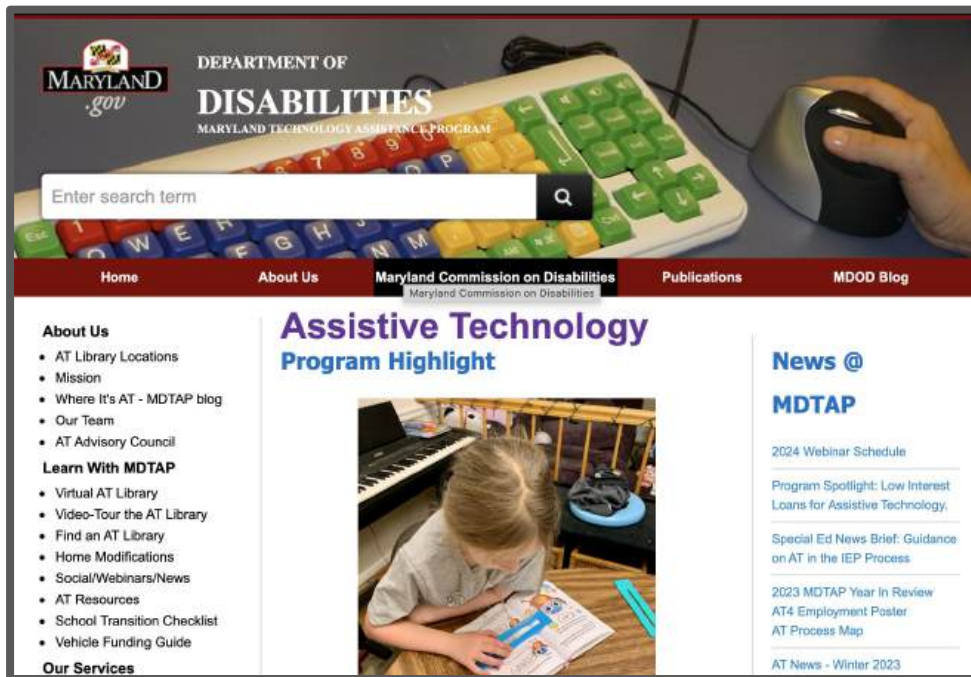 MARYLAND
.gov
DEPARTMENT OF
DISABILITIES
MARYLAND TECHNOLOGY ASSISTANCE PROGRAM
Enter search term
Home
About Us
Maryland Commission on Disabilities
Publications
MDOD Blog
Maryland Commission on Disabilities
About Us
• AT Library Locations
• Mission
• Where It's AT - MDTAP blog
• Our Team
• AT Advisory Council
Learn With MDTAP
• Virtual AT Library
• Video-Tour the AT Library
• Find an AT Library
• Home Modifications
• Social/Webinars/News
• AT Resources
• School Transition Checklist
• Vehicle Funding Guide
Our Services
Assistive Technology
Program Highlight
News @
MDTAP
2024 Webinar Schedule
Program Spotlight: Low Interest
Loans for Assistive Technology.
Special Ed News Brief: Guidance
on AT in the IEP Process
2023 MDTAP Year In Review
AT4 Employment Poster
AT Process Map
AT News - Winter 2023